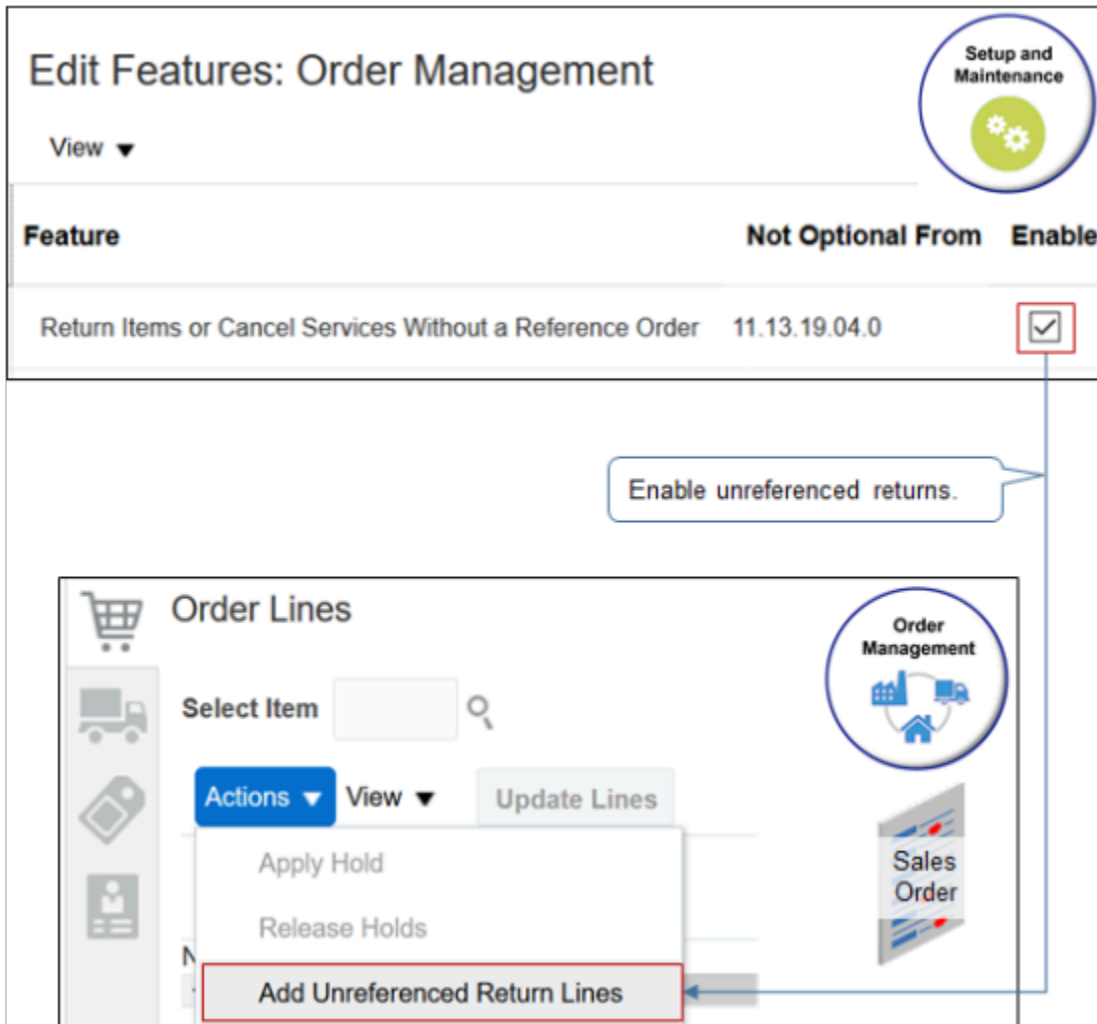 Edit Features: Order Management
Setup and
Maintenance
View
Feature
Not Optional From
Enable
Return Items or Cancel Services Without a Reference Order
11.13.19.04.0
Enable unreferenced returns.
Order Lines
Order
Management
Select Item
Actions
View
Update Lines
Apply Hold
Sales
Order
Release Holds
N
Add Unreferenced Return Lines